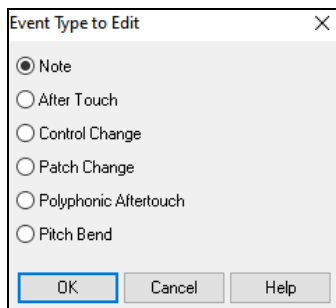 Event Type to Edit
Note
After Touch
Control Change
Patch Change
Polyphonic Aftertouch
Pitch Bend
OK Cancel Help